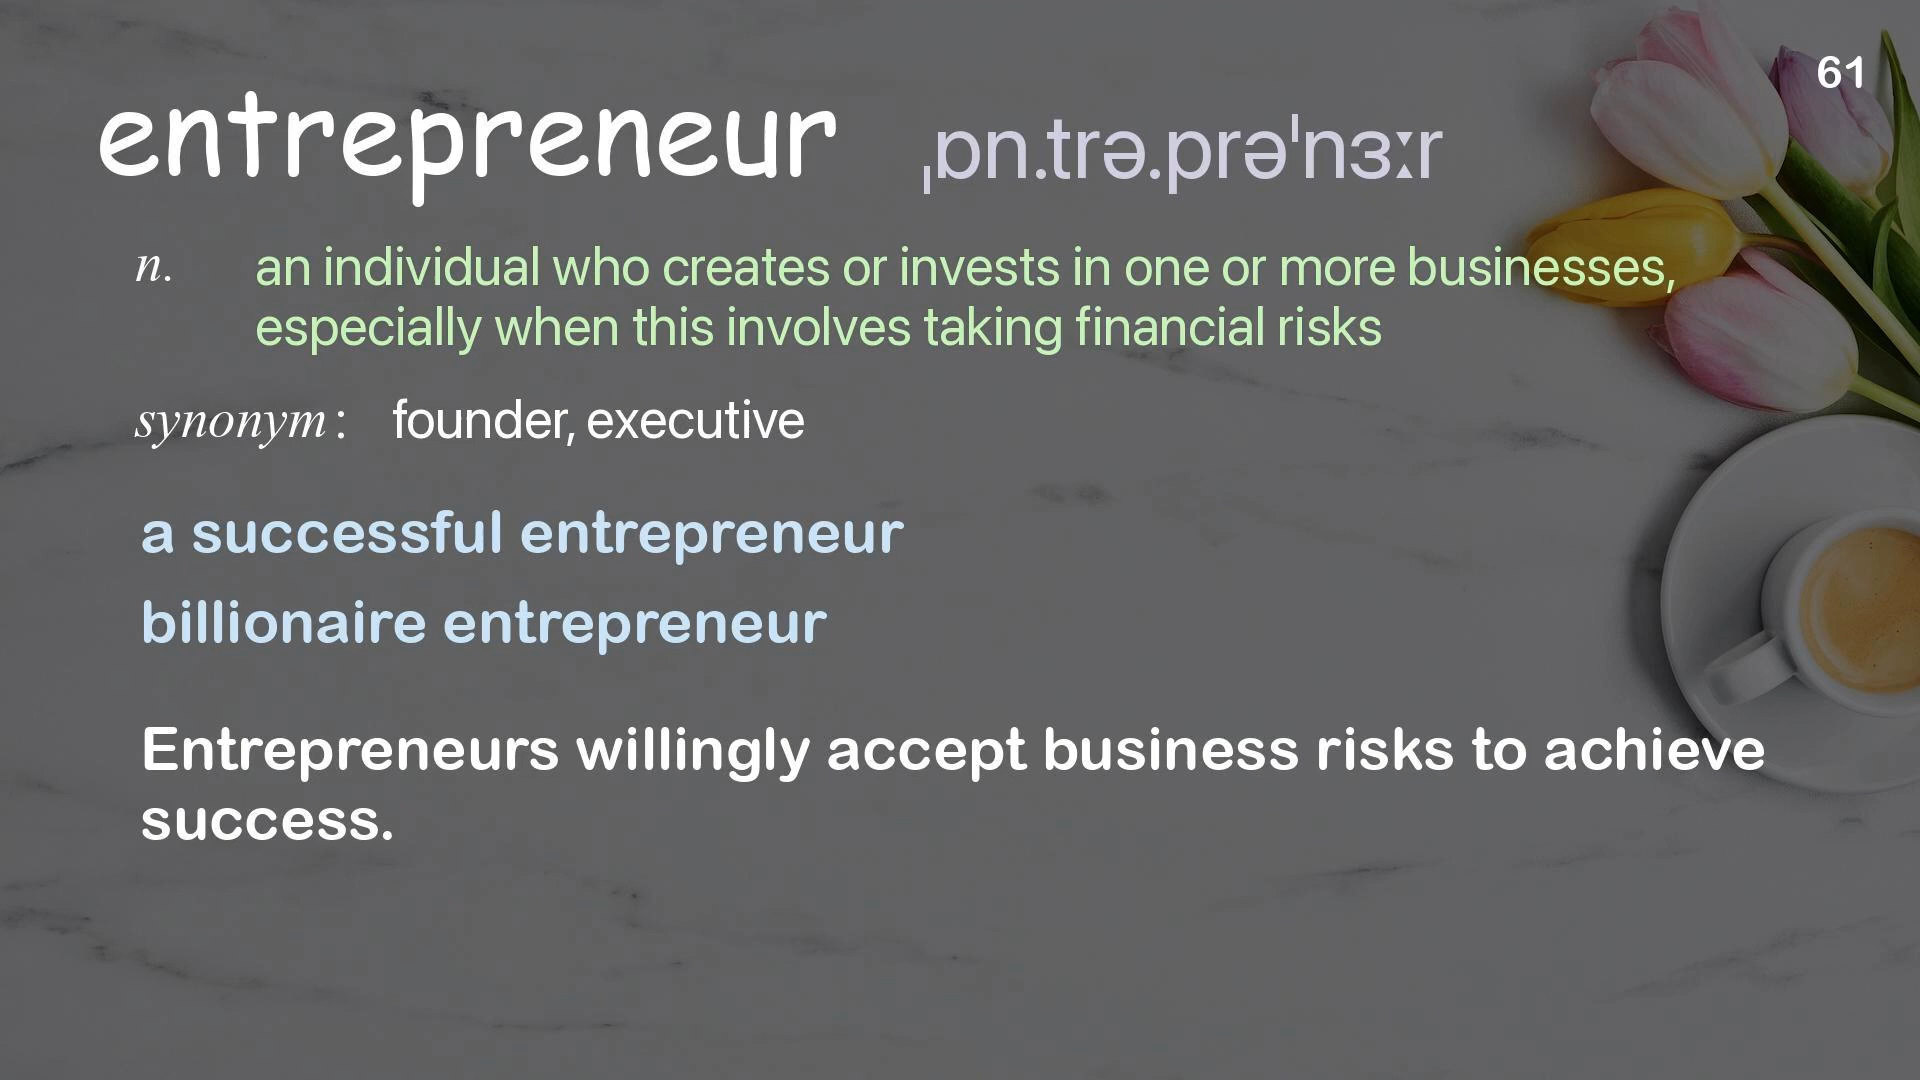 61
entrepreneur ˌɒn.trə.prəˈnɜːr
n. an individual who creates or invests in one or more businesses,
especially when this involves taking financial risks
synonym: founder, executive
a successful entrepreneur
billionaire entrepreneur
Entrepreneurs willingly accept business risks to achieve
success.